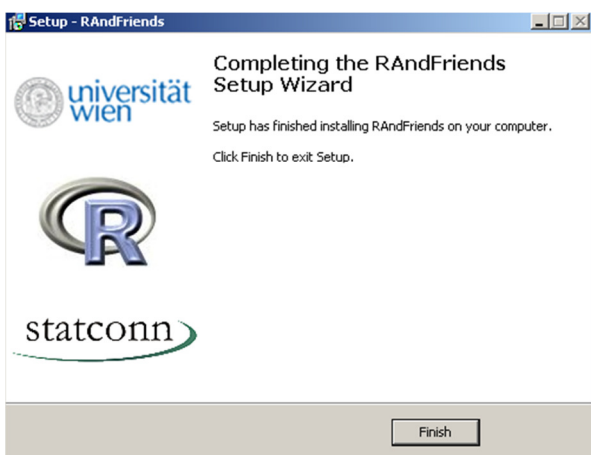 Setup - RAndFriends
universität
wien
R
statconn
Completing the RAndFriends
Setup Wizard
Setup has finished installing RAndFriends on your computer.
Click Finish to exit Setup.
Finish